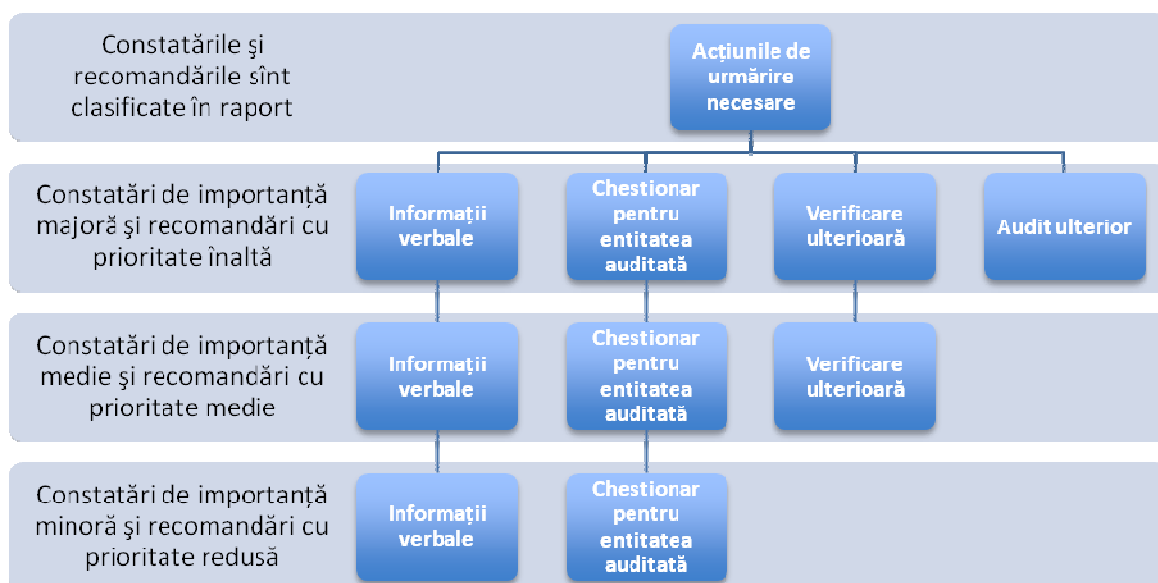 Constatările şi
recomandările sînt
clasificate în raport
Acțiunile de
urmărire
necesare
Constatări de importanță
majoră şi recomandări cu
prioritate înaltă
Informații
verbale
Chestionar
pentru
entitatea
auditată
Verificare
ulterioară
Audit ulterior
Constatări de importanță
medie şi recomandări cu
prioritate medie
Informații
verbale
Chestionar
pentru
entitatea
auditată
Verificare
ulterioară
Constatări de importanță
minoră şi recomandări cu
prioritate redusă
Informații
verbale
Chestionar
pentru
entitatea
auditată